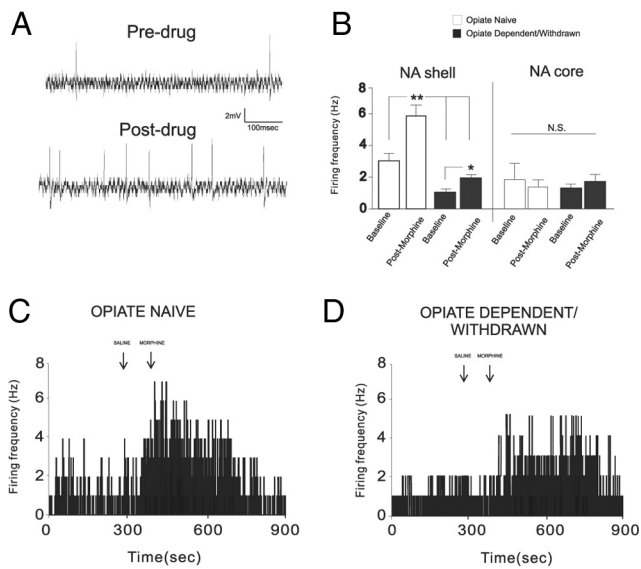 A
Pre-drug
2mV
100msec
Post-drug
B
Opiate Naive
Opiate Dependent/Withdrawn
NA shell
NA core
Firing frequency (Hz)
8
6
4
2
0
**
*
N.S.
Baseline
Post-Morphine
Baseline
Post-Morphine
Baseline
Post-Morphine
Baseline
Post-Morphine
C
OPIATE NAIVE
SALINE
MORPHINE
Firing frequency (Hz)
8
6
4
2
0
0
300
600
900
Time(sec)
D
OPIATE DEPENDENT/
WITHDRAWN
SALINE
MORPHINE
Firing frequency (Hz)
8
6
4
2
0
0
300
600
900
Time(sec)